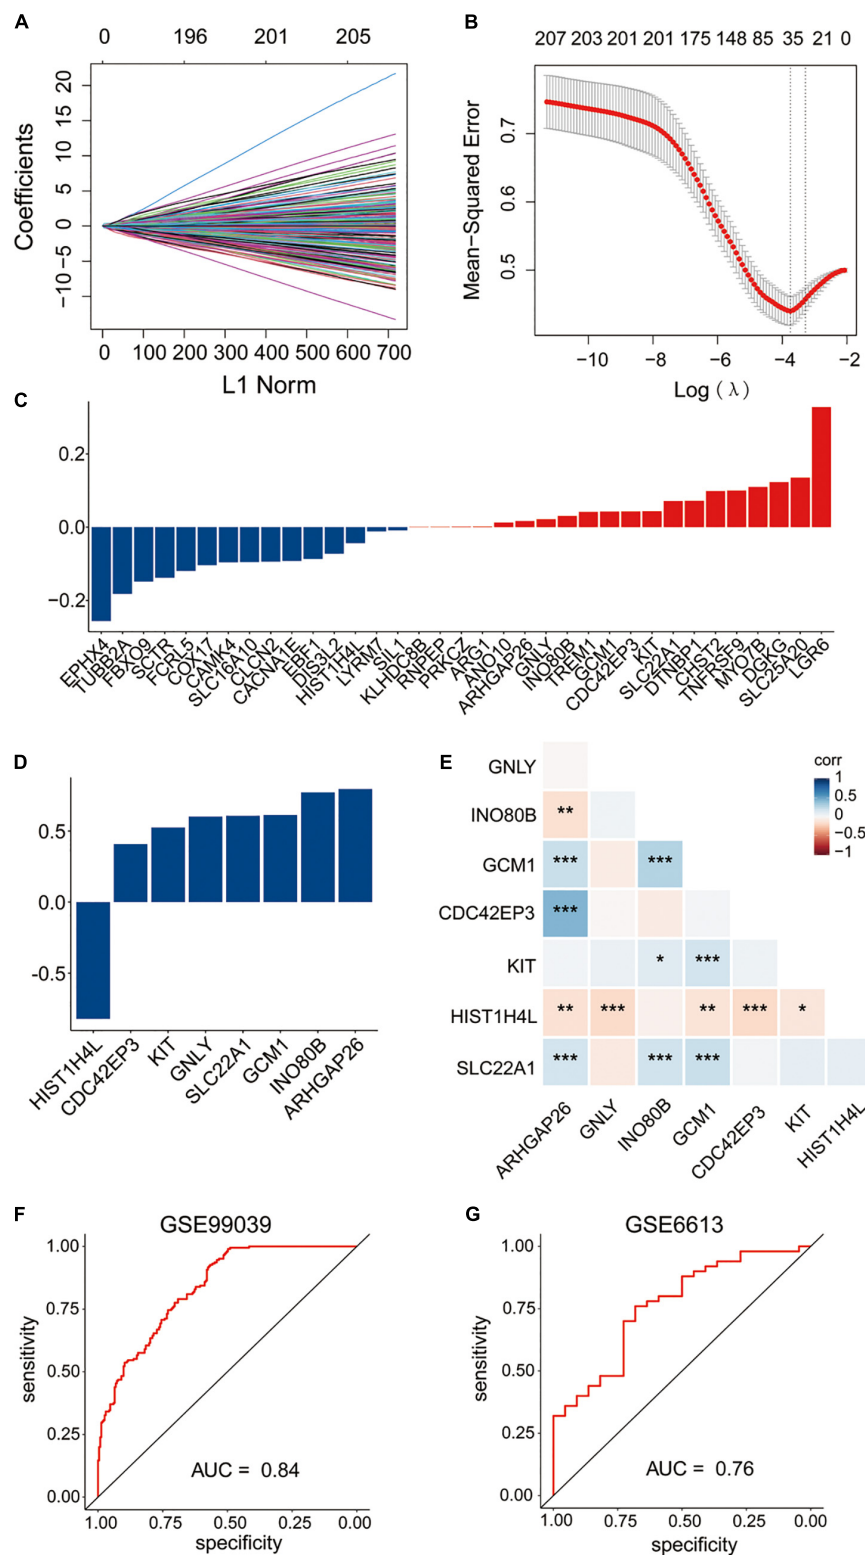 A
0 196 201 205
20
15
10
5
0
−5
−10
Coefficients
0 100 200 300 400 500 600 700
L1 Norm
B
207 203 201 201 175 148 85 35 21 0
0.7
0.6
0.5
Mean−Squared Error
−10 −8 −6 −4 −2
Log (λ)
C
0.2
0.0
−0.2
EPHX4
TUBB2A
FBXO9
SCTR
FCRL5
COX17
CAMK4
SLC16A10
CLCN2
CACNA1E
EBF1
DIS3L2
HIST1H4L
LYRM7
SIL1
KLHDC8B
RNPEP
PRKCZ
ARG1
ANO10
ARHGAP26
GNLY
INO80B
TREM1
GCM1
CDC42EP3
KIT
SLC22A1
DTNBP1
CHST2
TNFRSF9
MYO7B
DGKG
SLC25A20
LGR6
D
0.5
0.0
-0.5
HIST1H4L
CDC42EP3
KIT
GNLY
SLC22A1
GCM1
INO80B
ARHGAP26
E
corr
1
0.5
0
−0.5
−1
GNLY
INO80B **
GCM1 *** ***
CDC42EP3 ***
KIT * ***
HIST1H4L ** *** ** *** *
SLC22A1 *** *** ***
ARHGAP26
GNLY
INO80B
GCM1
CDC42EP3
KIT
HIST1H4L
F
GSE99039
1.00
0.75
0.50
0.25
0.00
sensitivity
AUC = 0.84
1.00 0.75 0.50 0.25 0.00
specificity
G
GSE6613
1.00
0.75
0.50
0.25
0.00
sensitivity
AUC = 0.76
1.00 0.75 0.50 0.25 0.00
specificity